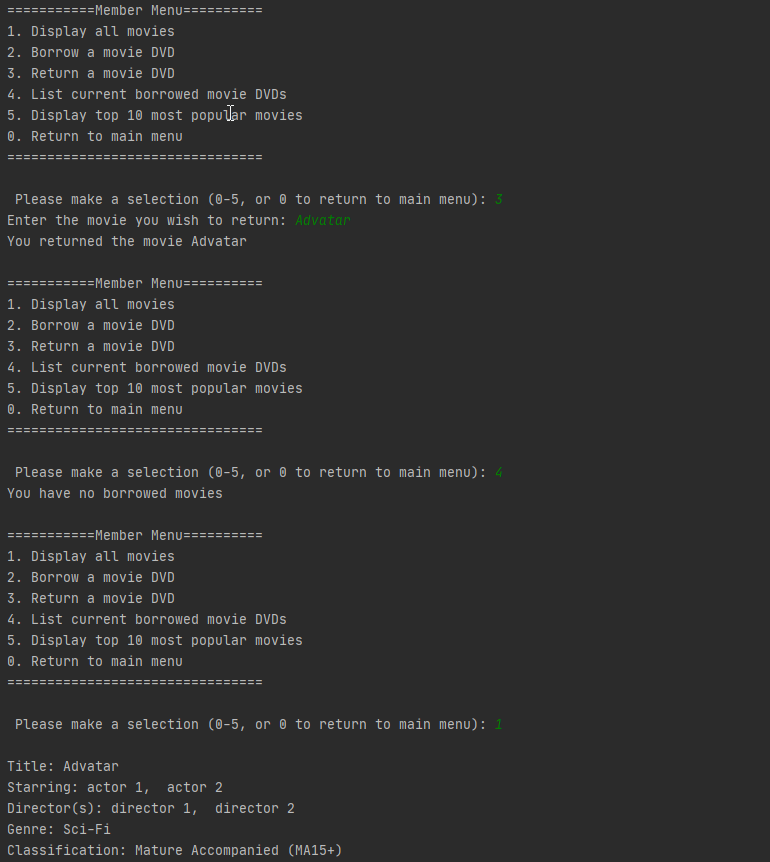 ===========Member Menu==========
1. Display all movies
2. Borrow a movie DVD
3. Return a movie DVD
4. List current borrowed movie DVDs
5. Display top 10 most popular movies
0. Return to main menu
================================
Please make a selection (0-5, or 0 to return to main menu): 3
Enter the movie you wish to return: Advatar
You returned the movie Advatar
===========Member Menu==========
1. Display all movies
2. Borrow a movie DVD
3. Return a movie DVD
4. List current borrowed movie DVDs
5. Display top 10 most popular movies
0. Return to main menu
================================
Please make a selection (0-5, or 0 to return to main menu): 4
You have no borrowed movies
===========Member Menu==========
1. Display all movies
2. Borrow a movie DVD
3. Return a movie DVD
4. List current borrowed movie DVDs
5. Display top 10 most popular movies
0. Return to main menu
================================
Please make a selection (0-5, or 0 to return to main menu): 1
Title: Advatar
Starring: actor 1,  actor 2
Director(s): director 1,  director 2
Genre: Sci-Fi
Classification: Mature Accompanied (MA15+)